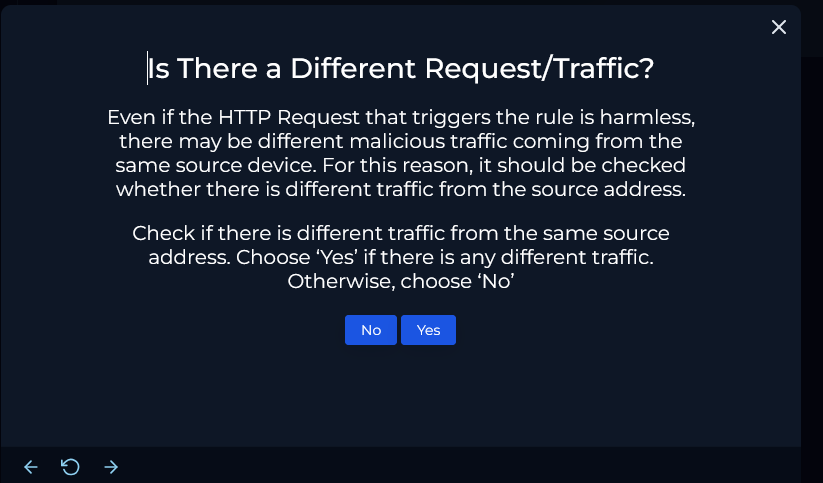 Is There a Different Request/Traffic?
Even if the HTTP Request that triggers the rule is harmless,
there may be different malicious traffic coming from the
same source device. For this reason, it should be checked
whether there is different traffic from the source address.
Check if there is different traffic from the same source
address. Choose ‘Yes’ if there is any different traffic.
Otherwise, choose ‘No’
No Yes